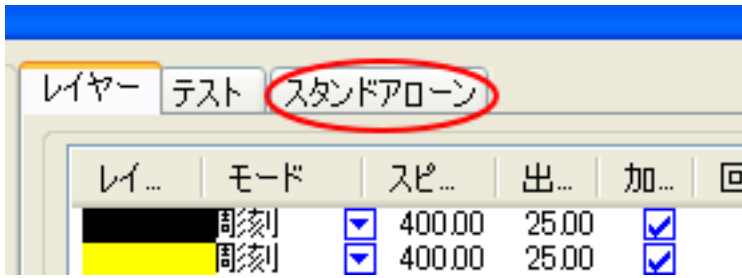 レイヤー テスト スタンドアローン
レイ... モード スピ... 出... 加... 回
彫刻 400.00 25.00
彫刻 400.00 25.00